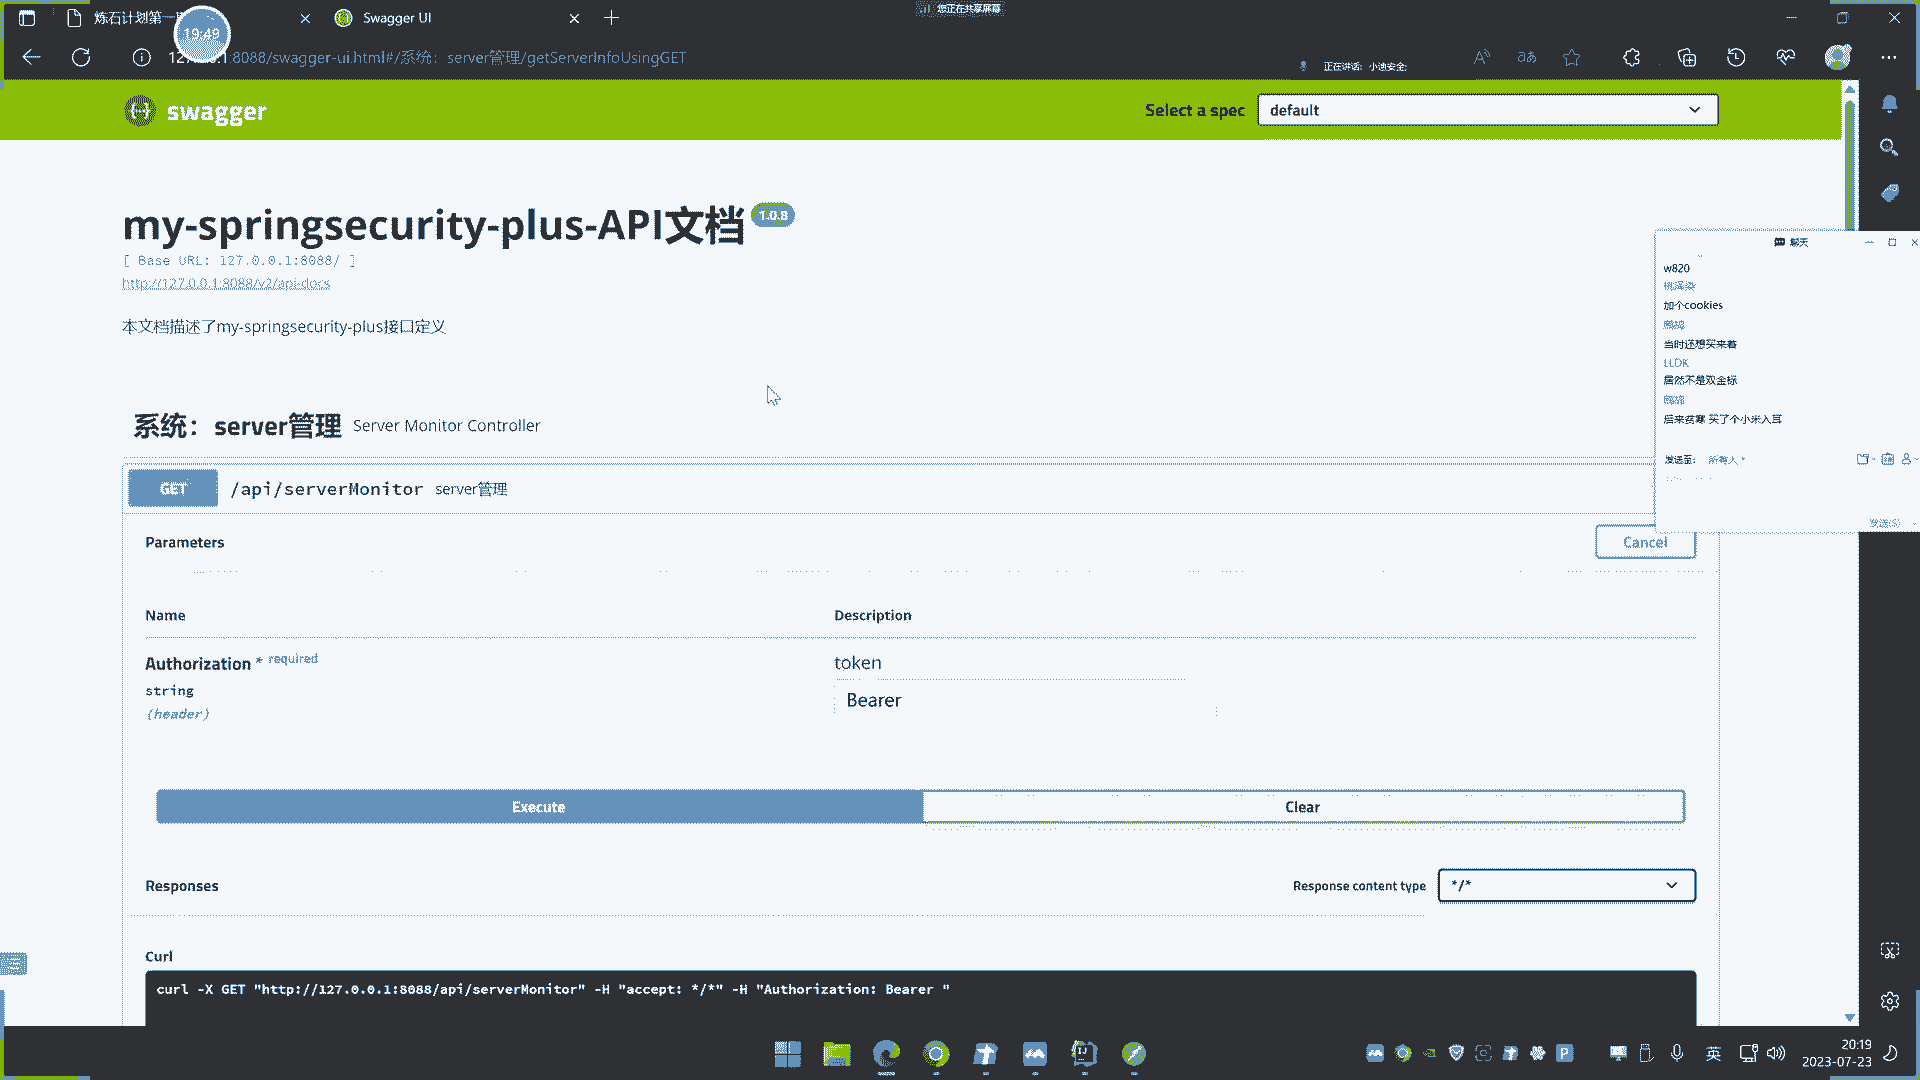 您正在共享屏幕
炼石计划第一
19:49
Swagger UI
:8088/swagger-ui.html#/系统：server管理/getServerInfoUsingGET
正在讲话: 小迪安全;
swagger
Select a spec
default
my-springsecurity-plus-API文档
1.0.8
[ Base URL: 127.0.0.1:8088/ ]
http://127.0.0.1:8088/v2/api-docs
本文档描述了my-springsecurity-plus接口定义
系统：server管理
Server Monitor Controller
GET
/api/serverMonitor
server管理
Parameters
Cancel
Name
Description
Authorization * required
string
(header)
token
Bearer
Execute
Clear
Responses
Response content type
*/*
Curl
curl -X GET "http://127.0.0.1:8088/api/serverMonitor" -H "accept: */*" -H "Authorization: Bearer "
聊天
w820
加个cookies
当时还想买来着
LLDK
居然不是双金标
后来贫寒 买了个小米入耳
发送至:
所有人
发送(S)
英
20:19
2023-07-23